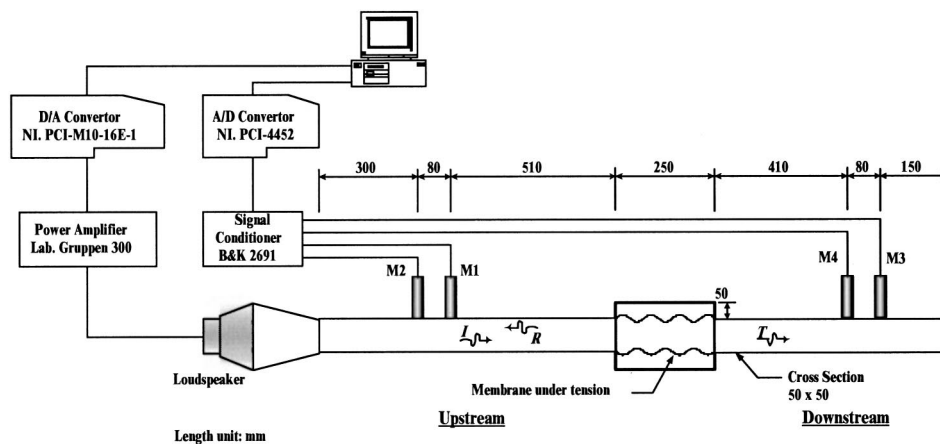 D/A Convertor
NI. PCI-M10-16E-1
A/D Convertor
NI. PCI-4452
300
80
510
250
410
80
150
Power Amplifier
Lab. Gruppen 300
Signal
Conditioner
B&K 2691
M2
M1
M4
M3
50
I
R
T
Loudspeaker
Membrane under tension
Cross Section
50 x 50
Upstream
Downstream
Length unit: mm